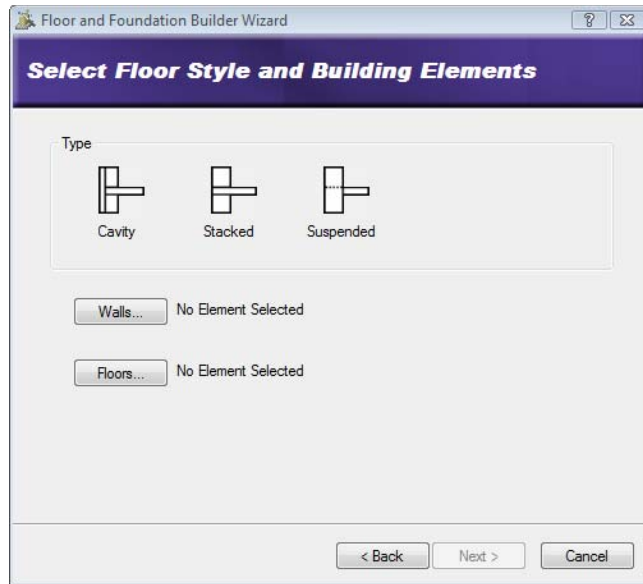 Floor and Foundation Builder Wizard
Select Floor Style and Building Elements
Type
Cavity Stacked Suspended
Walls... No Element Selected
Floors... No Element Selected
< Back Next > Cancel